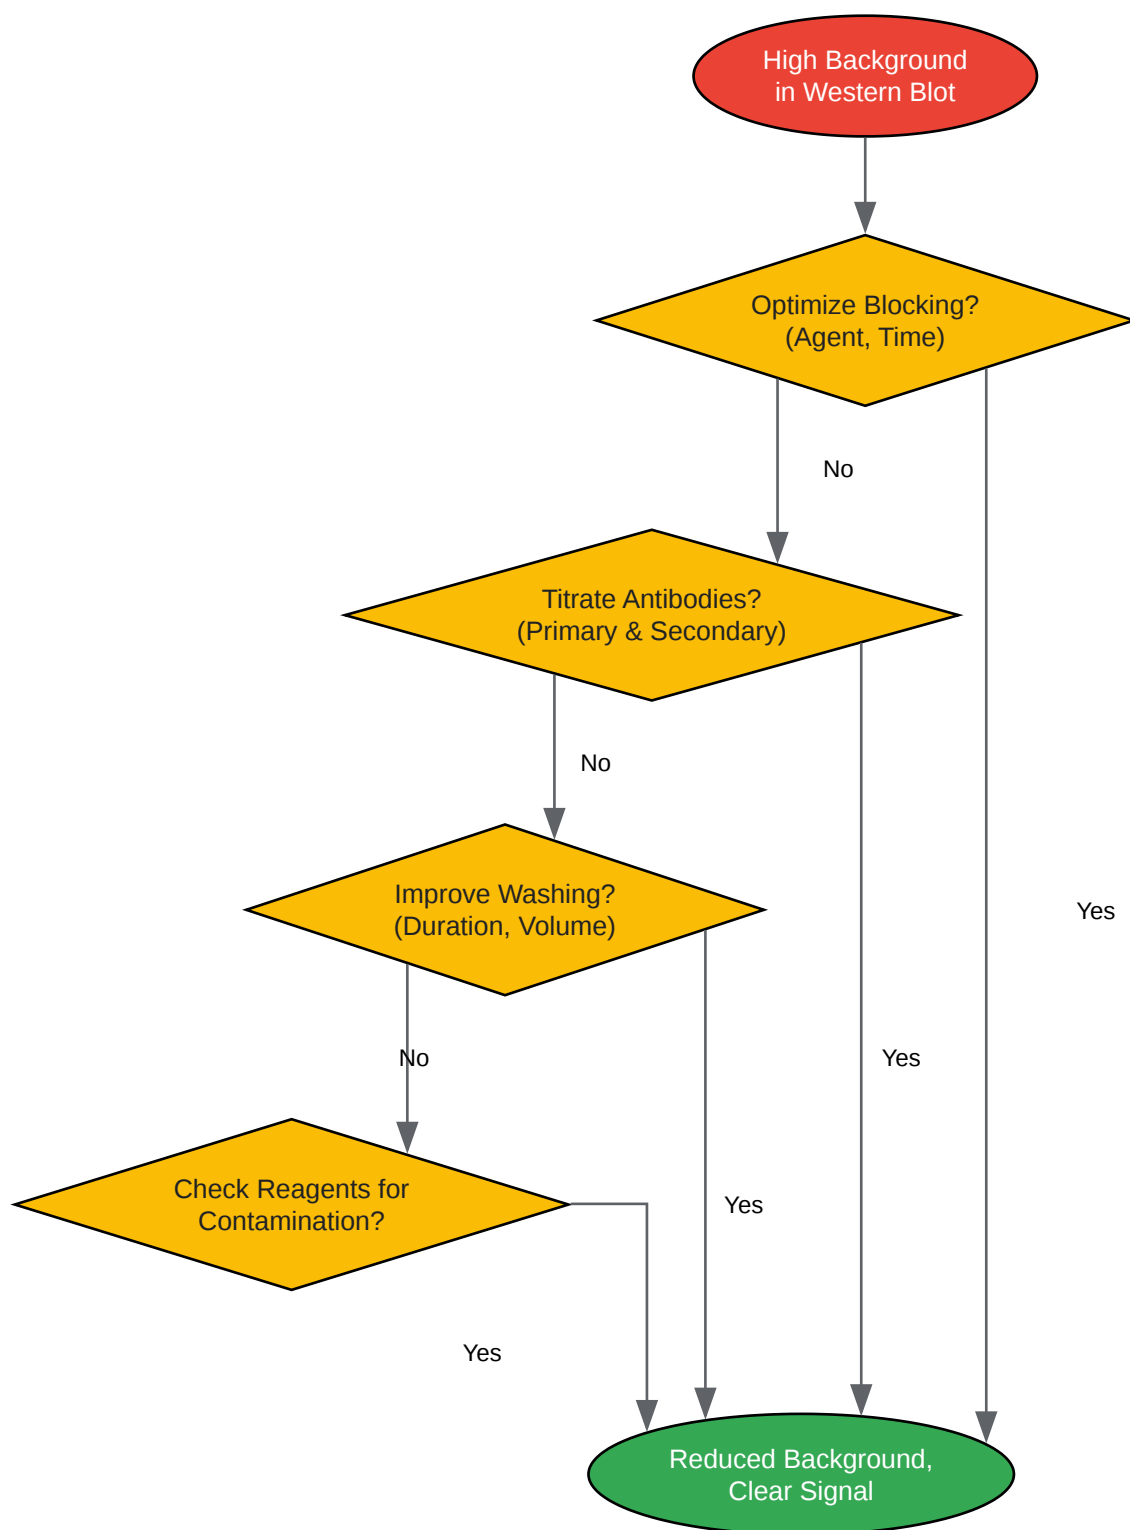 High Background
in Western Blot
Optimize Blocking?
(Agent, Time)
No
Titrate Antibodies?
(Primary & Secondary)
No
Improve Washing?
(Duration, Volume)
Yes
No
Yes
Check Reagents for
Contamination?
Yes
Yes
Reduced Background,
Clear Signal